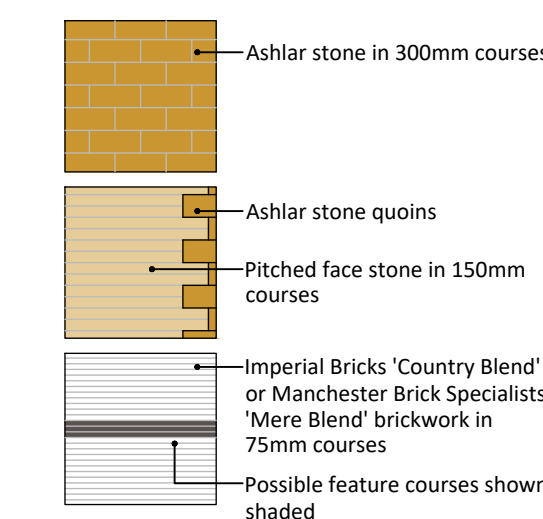 Ashlar stone in 300mm courses
Ashlar stone quoins
Pitched face stone in 150mm
courses
Imperial Bricks 'Country Blend'
or Manchester Brick Specialists
'Mere Blend' brickwork in
75mm courses
Possible feature courses shown
shaded